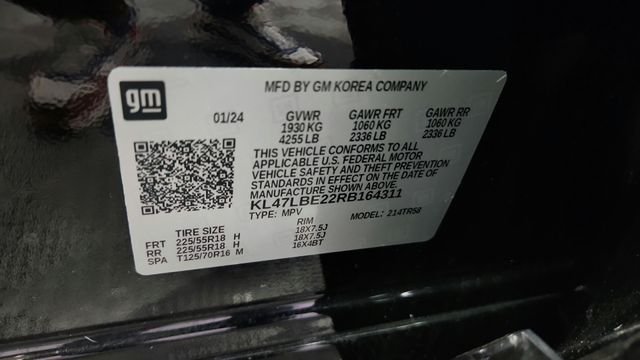 gm
MFD BY GM KOREA COMPANY
01/24 GVWR GAWR FRT GAWR RR
1930 KG 1060 KG 1060 KG
4255 LB 2336 LB 2336 LB
THIS VEHICLE CONFORMS TO ALL
APPLICABLE U.S. FEDERAL MOTOR
VEHICLE SAFETY AND THEFT PREVENTION
STANDARDS IN EFFECT ON THE DATE OF
MANUFACTURE SHOWN ABOVE.
KL47LBE22RB164311
TYPE: MPV MODEL: 214TR58
TIRE SIZE RIM
FRT 225/55R18 H 18X7.5J
RR 225/55R18 H 18X7.5J
SPA T125/70R16 M 16X4BT